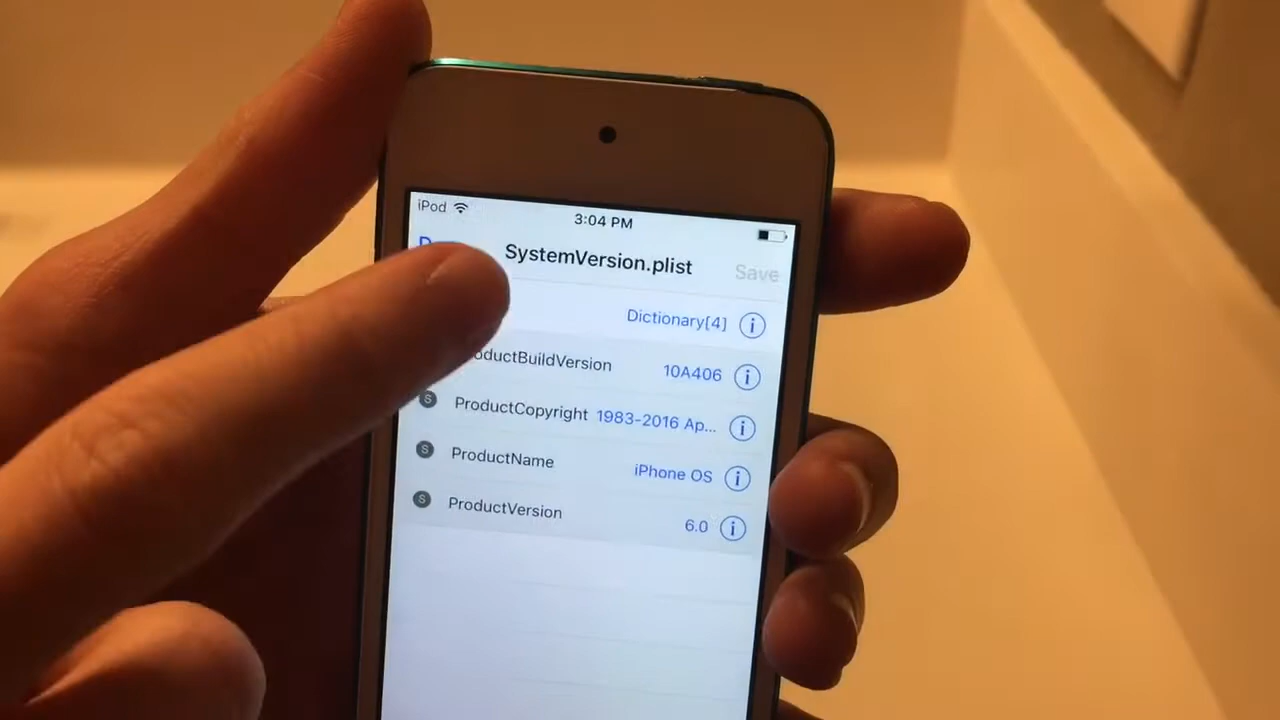 iPod 3:04 PM
SystemVersion.plist Save
Dictionary[4]
oductBuildVersion 10A406
S ProductCopyright 1983-2016 Ap...
S ProductName iPhone OS
S ProductVersion 6.0